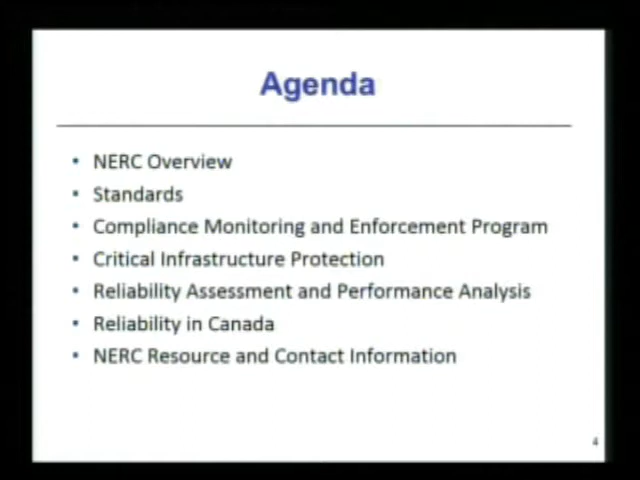 Agenda
NERC Overview
Standards
Compliance Monitoring and Enforcement Program
Critical Infrastructure Protection
Reliability Assessment and Performance Analysis
Reliability in Canada
NERC Resource and Contact Information
4